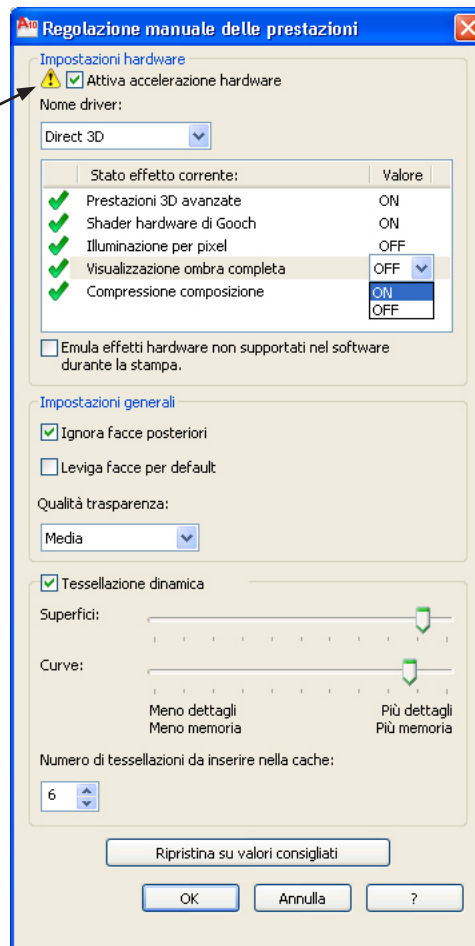 A10 Regolazione manuale delle prestazioni
Impostazioni hardware
Attiva accelerazione hardware
Nome driver:
Direct 3D
Stato effetto corrente: Valore
Prestazioni 3D avanzate ON
Shader hardware di Gooch ON
Illuminazione per pixel OFF
Visualizzazione ombra completa OFF
Compressione composizione ON
OFF
Emula effetti hardware non supportati nel software
durante la stampa.
Impostazioni generali
Ignora facce posteriori
Leviga facce per default
Qualità trasparenza:
Media
Tessellazione dinamica
Superfici:
Curve:
Meno dettagli Più dettagli
Meno memoria Più memoria
Numero di tessellazioni da inserire nella cache:
6
Ripristina su valori consigliati
OK Annulla ?